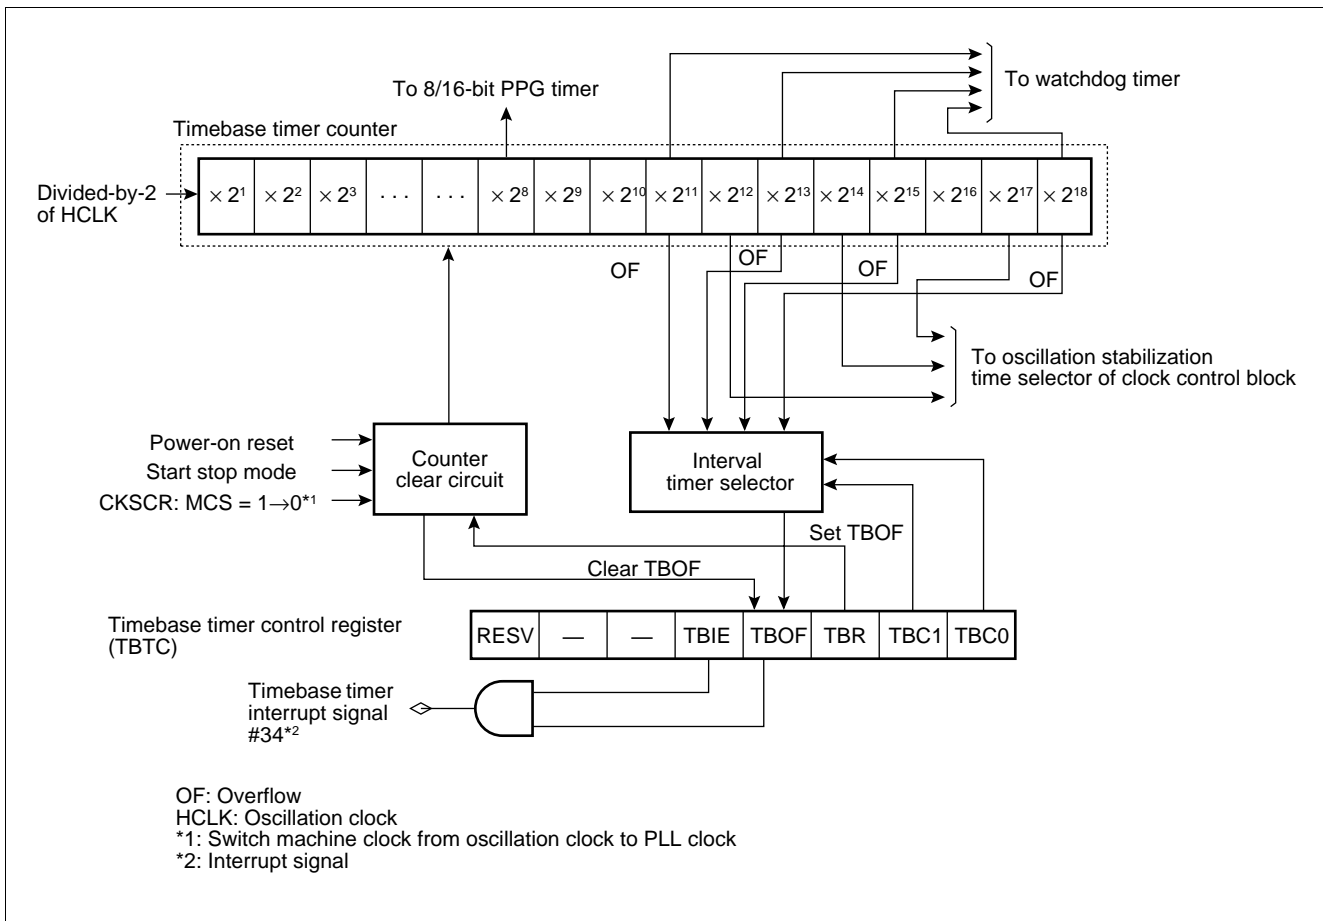 To watchdog timer
To 8/16-bit PPG timer
Timebase timer counter
Divided-by-2
of HCLK
× 2¹ × 2² × 2³ · · · · · · × 2⁸ × 2⁹ × 2¹⁰ × 2¹¹ × 2¹² × 2¹³ × 2¹⁴ × 2¹⁵ × 2¹⁶ × 2¹⁷ × 2¹⁸
OF OF OF OF
To oscillation stabilization
time selector of clock control block
Power-on reset
Start stop mode
CKSCR: MCS = 1→0*¹
Counter
clear circuit
Interval
timer selector
Set TBOF
Clear TBOF
Timebase timer control register
(TBTC)
RESV — — TBIE TBOF TBR TBC1 TBC0
Timebase timer
interrupt signal
#34*²
OF: Overflow
HCLK: Oscillation clock
*1: Switch machine clock from oscillation clock to PLL clock
*2: Interrupt signal